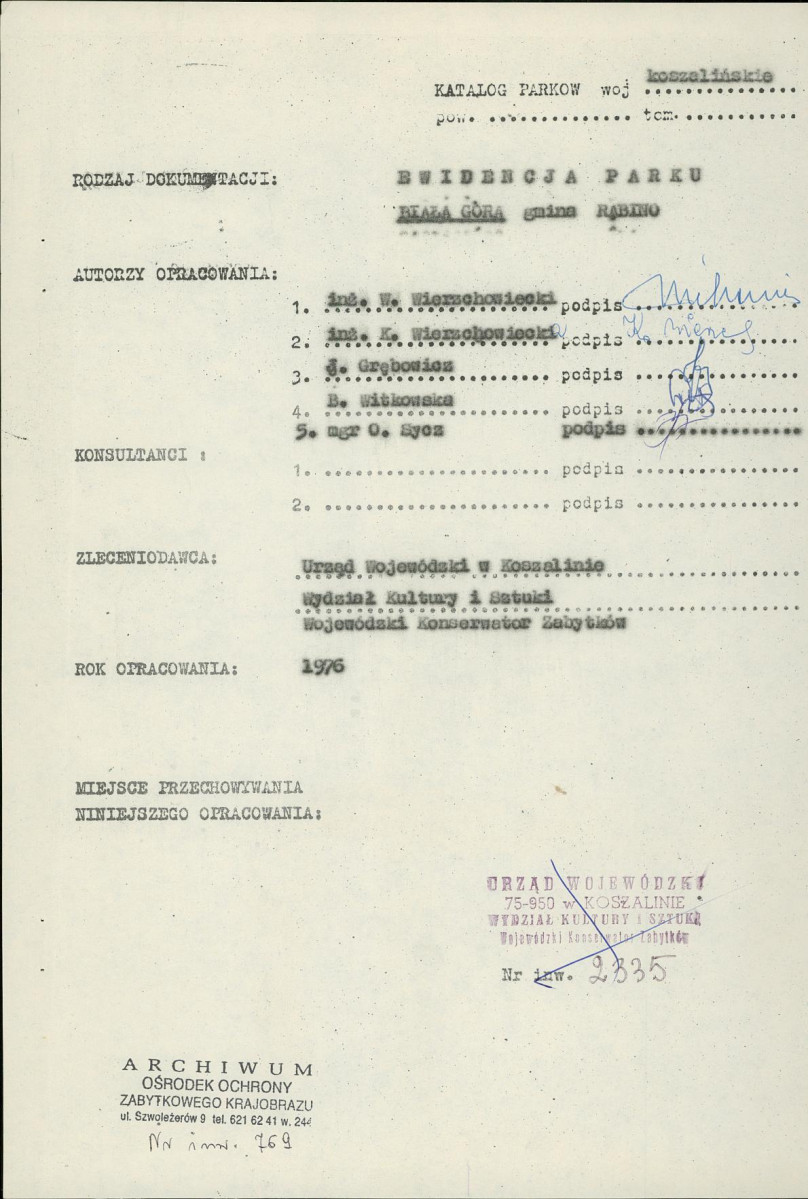 KATALOG PARKOW woj koszalińskie
pow. .............. tom. ............
RODZAJ DOKUMENTACJI: EWIDENCJA PARKU
BIAŁA GÓRA gmina RĄBINO
AUTORZY OPRACOWANIA:
1. inż. W. Wierzchowiecki podpis
2. inż. K. Wierzchowiecka podpis
3. J. Grębowicz podpis
4. B. Witkowska podpis
5. mgr O. Sycz podpis
KONSULTANCI :
1. ........................ podpis ..................
2. ........................ podpis ..................
ZLECENIODAWCA: Urząd Wojewódzki w Koszalinie
Wydział Kultury i Sztuki
Wojewódzki Konserwator Zabytków
ROK OPRACOWANIA: 1976
MIEJSCE PRZECHOWYWANIA
NINIEJSZEGO OPRACOWANIA:
URZĄD WOJEWÓDZKI
75-950 w KOSZALINIE
WYDZIAŁ KULTURY i SZTUKI
Wojewódzki Konserwator Zabytków
Nr inw. 2335
ARCHIWUM
OŚRODEK OCHRONY
ZABYTKOWEGO KRAJOBRAZU
ul. Szwoleżerów 9 tel. 621 62 41 w. 244
Nr inw. 769